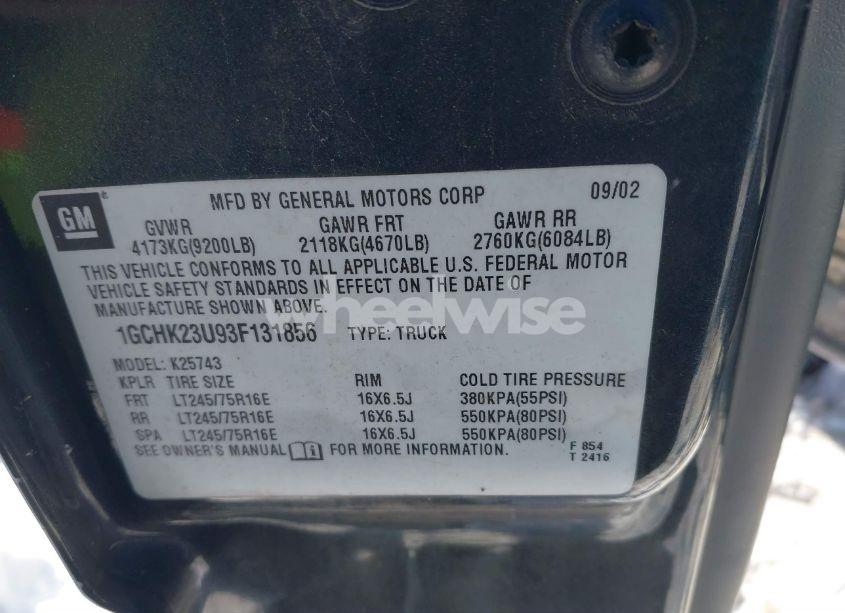 GM
MFD BY GENERAL MOTORS CORP 09/02
GVWR GAWR FRT GAWR RR
4173KG(9200LB) 2118KG(4670LB) 2760KG(6084LB)
THIS VEHICLE CONFORMS TO ALL APPLICABLE U.S. FEDERAL MOTOR
VEHICLE SAFETY STANDARDS IN EFFECT ON THE DATE OF
MANUFACTURE SHOWN ABOVE.
wheelwise
1GCHK23U93F131856 TYPE: TRUCK
MODEL: K25743
KPLR TIRE SIZE RIM COLD TIRE PRESSURE
FRT LT245/75R16E 16X6.5J 380KPA(55PSI)
RR LT245/75R16E 16X6.5J 550KPA(80PSI)
SPA LT245/75R16E 16X6.5J 550KPA(80PSI)
SEE OWNER'S MANUAL FOR MORE INFORMATION.
F 854
T 2416